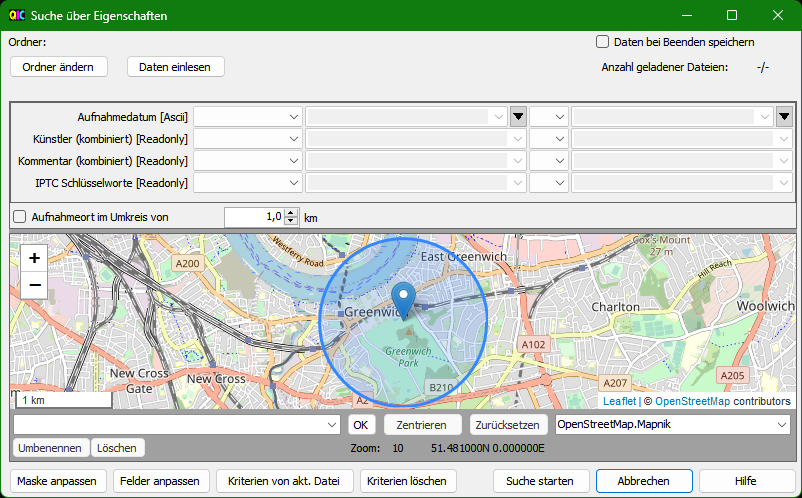 QIC Suche über Eigenschaften
Ordner:
Daten bei Beenden speichern
Ordner ändern Daten einlesen Anzahl geladener Dateien: -/-
Aufnahmedatum [Ascii]
Künstler (kombiniert) [Readonly]
Kommentar (kombiniert) [Readonly]
IPTC Schlüsselworte [Readonly]
Aufnahmeort im Umkreis von 1,0 km
+
−
A200
Westferry Road
East Greenwich
Cox's Mount
27 m
Hill Reach
Greenwich
Charlton
Woolwich
Greenwich
Park
A102
New Cross
Gate
New Cross
B210
A207
A205
A2
1 km
Leaflet | © OpenStreetMap contributors
OK Zentrieren Zurücksetzen OpenStreetMap.Mapnik
Umbenennen Löschen Zoom: 10 51.481000N 0.000000E
Maske anpassen Felder anpassen Kriterien von akt. Datei Kriterien löschen Suche starten Abbrechen Hilfe